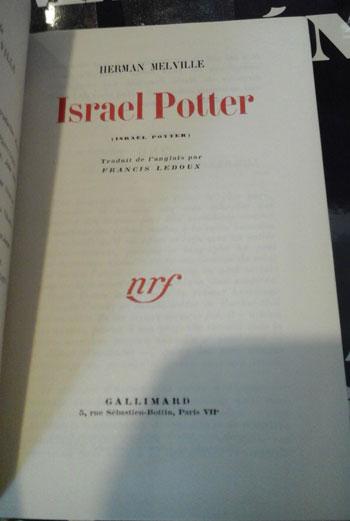 HERMAN MELVILLE
Israel Potter
(ISRAEL POTTER)
Traduit de l'anglais par
FRANCIS LEDOUX
nrf
GALLIMARD
5, rue Sébastien-Bottin, Paris VIIe